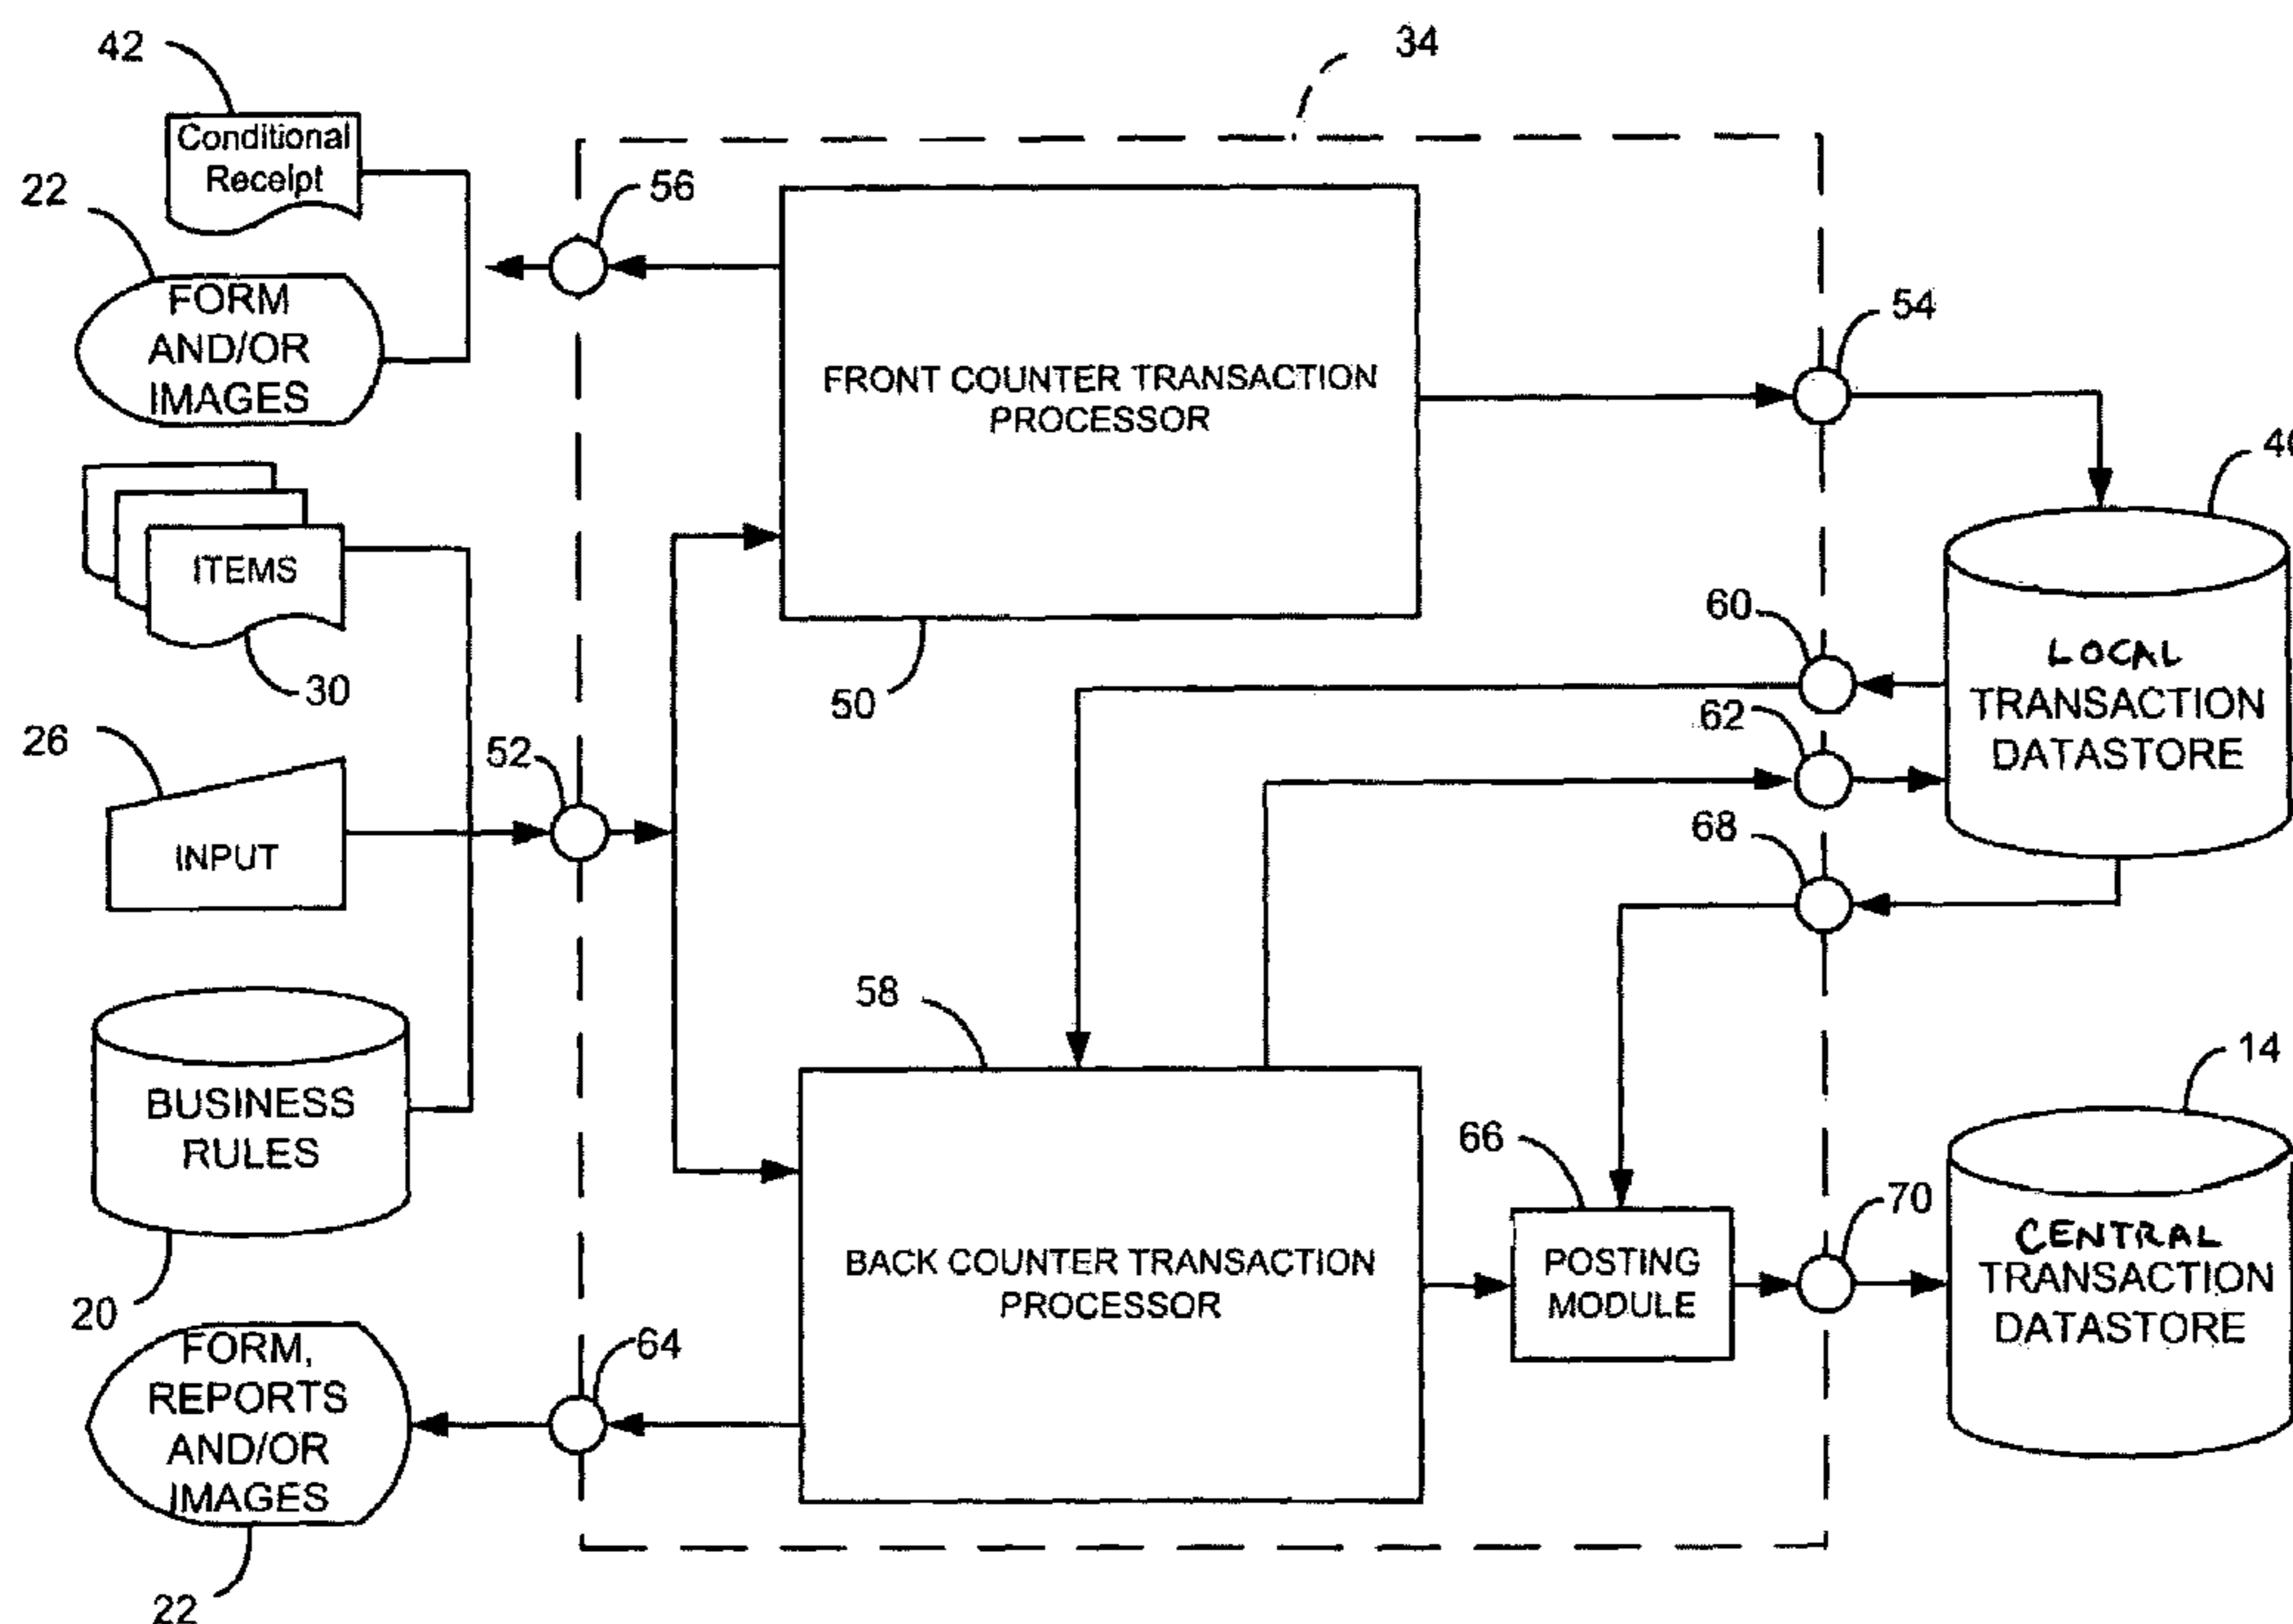 42
34
Conditional
Receipt
22
56
FORM
AND/OR
IMAGES
FRONT COUNTER TRANSACTION
PROCESSOR
54
ITEMS
30
50
60
62
LOCAL
TRANSACTION
DATASTORE
26
52
INPUT
68
58
14
BUSINESS
RULES
20
66
POSTING
MODULE
70
CENTRAL
TRANSACTION
DATASTORE
BACK COUNTER TRANSACTION
PROCESSOR
64
FORM,
REPORTS
AND/OR
IMAGES
22